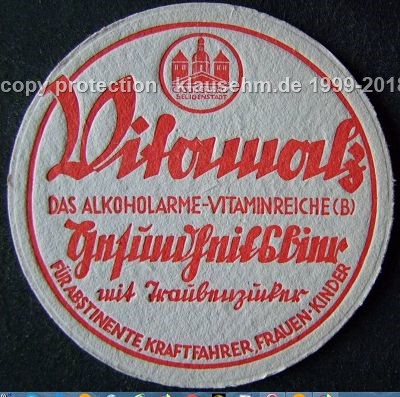 SELIGENSTADT
copy protection klausehm.de 1999-2018
Vitamalz
DAS ALKOHOLARME-VITAMINREICHE (B)
Gesundheitsbier
mit Traubenzucker
FÜR ABSTINENTE, KRAFTFAHRER, FRAUEN-KINDER